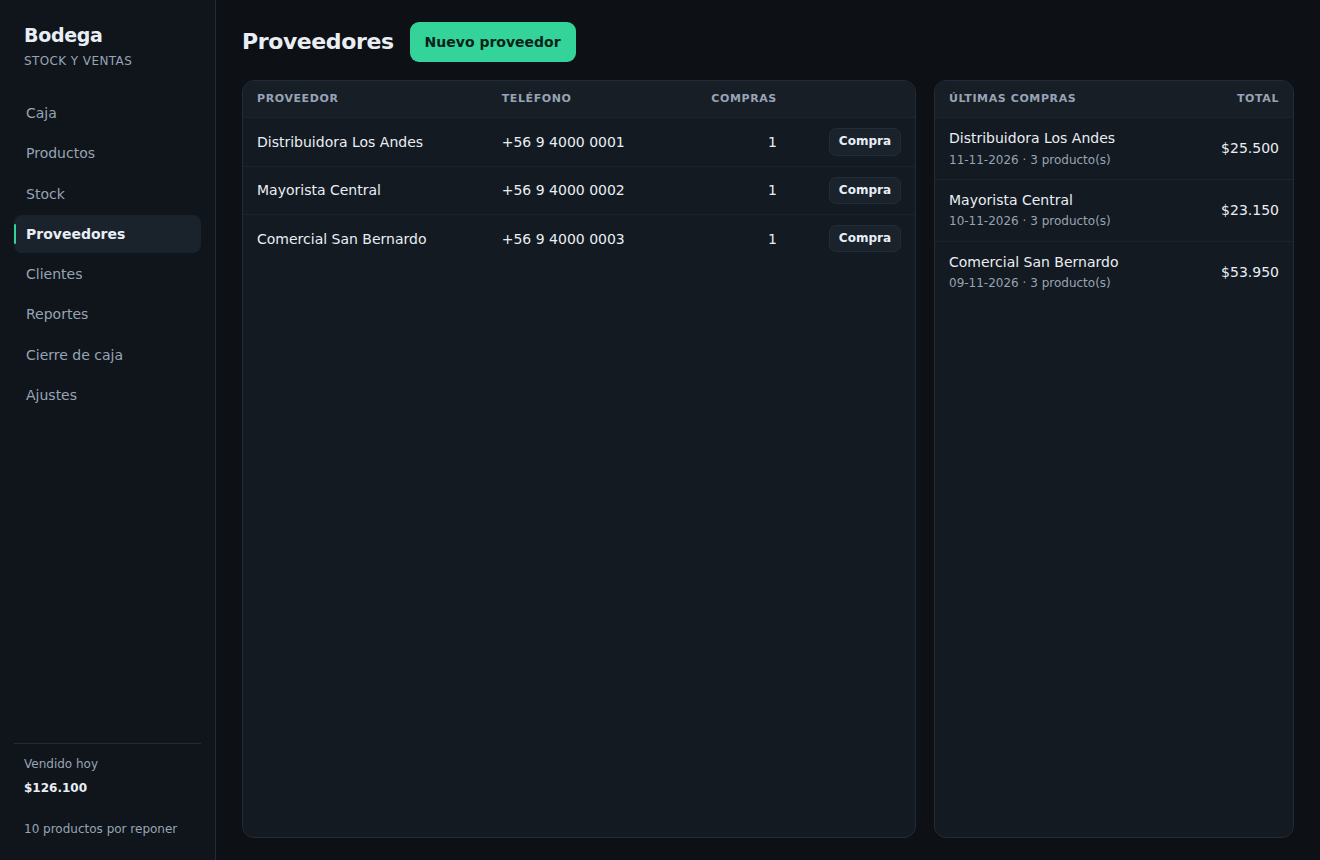 Bodega
STOCK Y VENTAS
Caja
Productos
Stock
Proveedores
Clientes
Reportes
Cierre de caja
Ajustes
Vendido hoy
$126.100
10 productos por reponer
Proveedores
Nuevo proveedor
PROVEEDOR TELÉFONO COMPRAS
Distribuidora Los Andes +56 9 4000 0001 1 Compra
Mayorista Central +56 9 4000 0002 1 Compra
Comercial San Bernardo +56 9 4000 0003 1 Compra
ÚLTIMAS COMPRAS TOTAL
Distribuidora Los Andes
11-11-2026 · 3 producto(s)
$25.500
Mayorista Central
10-11-2026 · 3 producto(s)
$23.150
Comercial San Bernardo
09-11-2026 · 3 producto(s)
$53.950